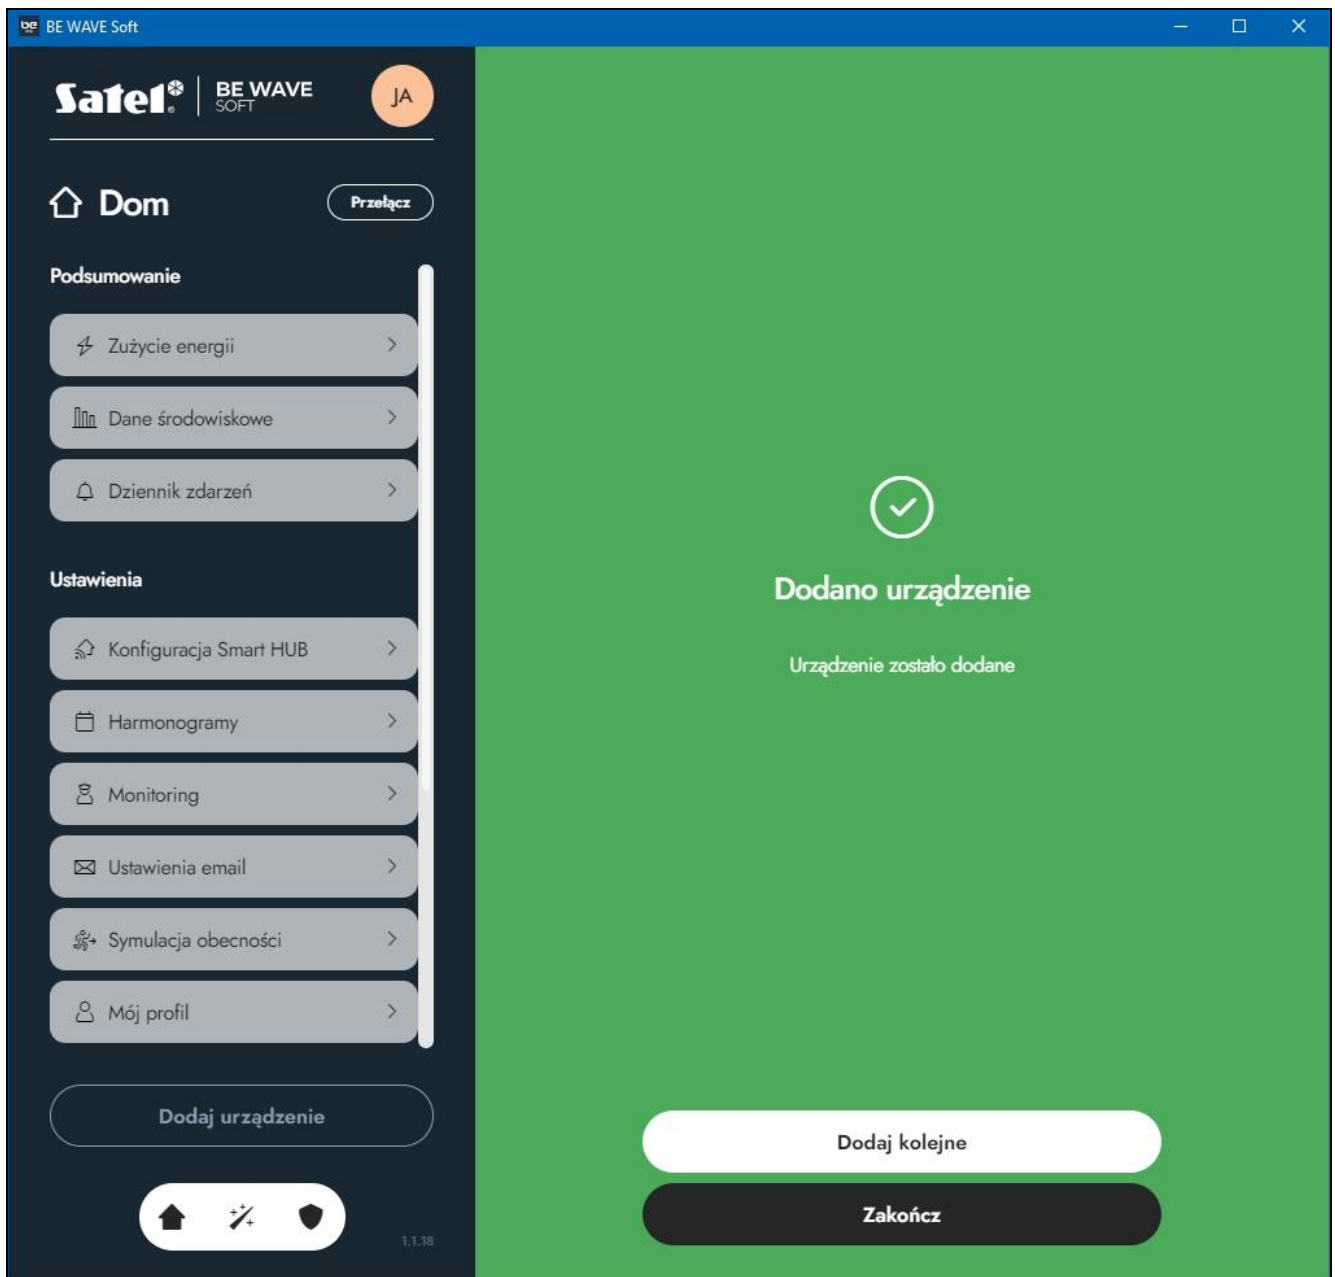 be BE WAVE Soft
Satel® | BE WAVE
SOFT
JA
Dom
Przełącz
Podsumowanie
Zużycie energii
Dane środowiskowe
Dziennik zdarzeń
Ustawienia
Konfiguracja Smart HUB
Harmonogramy
Monitoring
Ustawienia email
Symulacja obecności
Mój profil
Dodaj urządzenie
1.1.18
Dodano urządzenie
Urządzenie zostało dodane
Dodaj kolejne
Zakończ